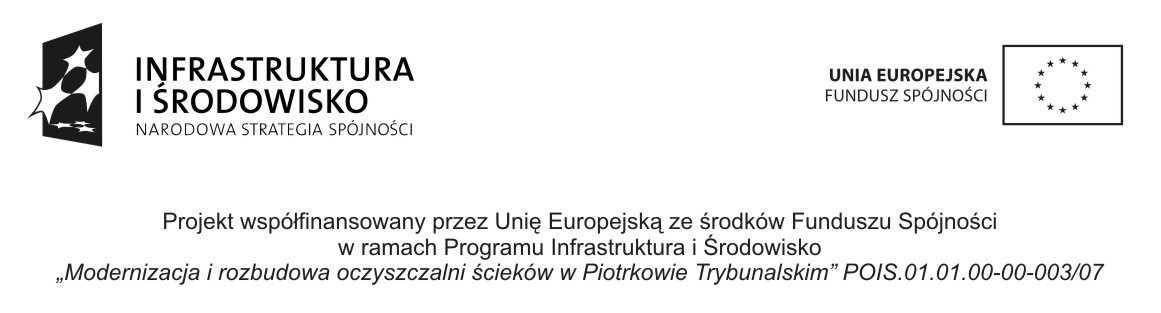 INFRASTRUKTURA
I ŚRODOWISKO
NARODOWA STRATEGIA SPÓJNOŚCI
UNIA EUROPEJSKA
FUNDUSZ SPÓJNOŚCI
Projekt współfinansowany przez Unię Europejską ze środków Funduszu Spójności
w ramach Programu Infrastruktura i Środowisko
„Modernizacja i rozbudowa oczyszczalni ścieków w Piotrkowie Trybunalskim” POIS.01.01.00-00-003/07